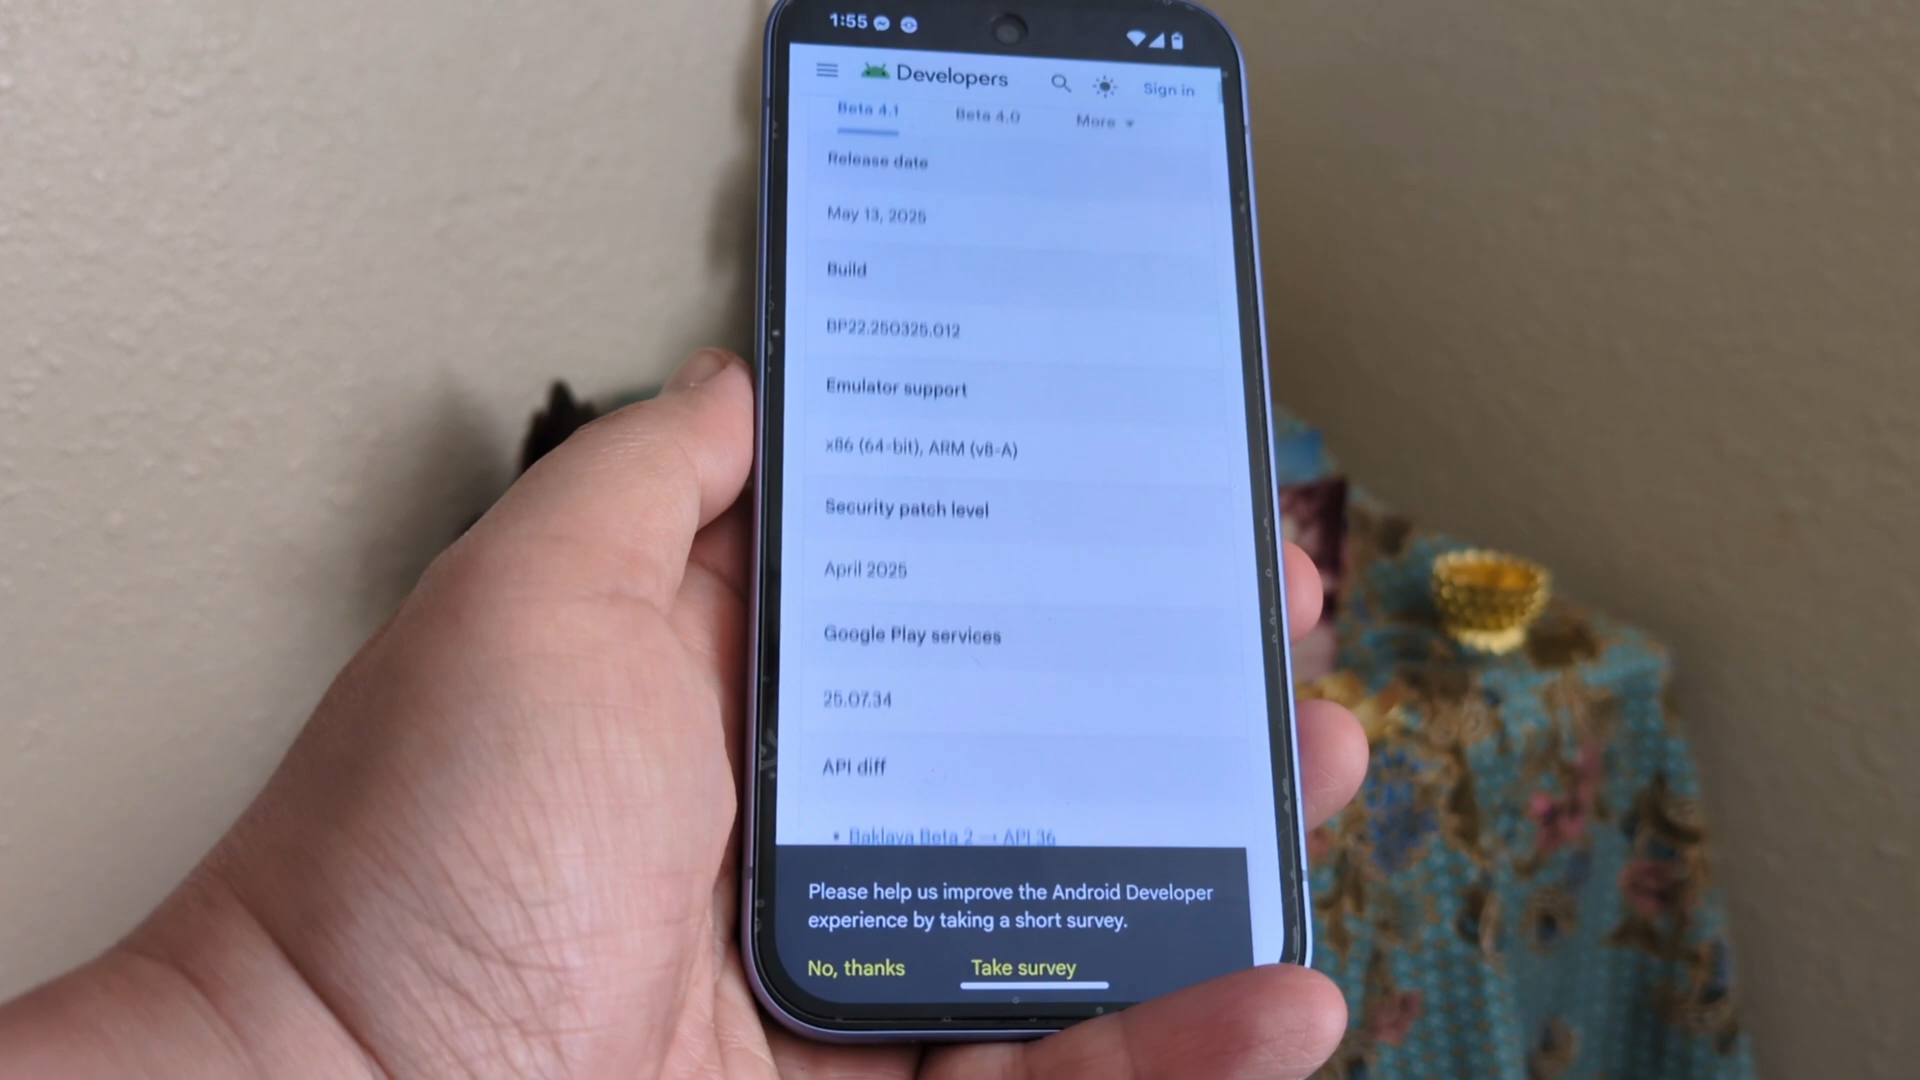 1:55
Developers
Sign in
Beta 4.1 Beta 4.0 More
Release date
May 13, 2025
Build
BP22.250325.012
Emulator support
x86 (64-bit), ARM (v8-A)
Security patch level
April 2025
Google Play services
25.07.34
API diff
• Baklava Beta 2 → API 36
Please help us improve the Android Developer
experience by taking a short survey.
No, thanks Take survey